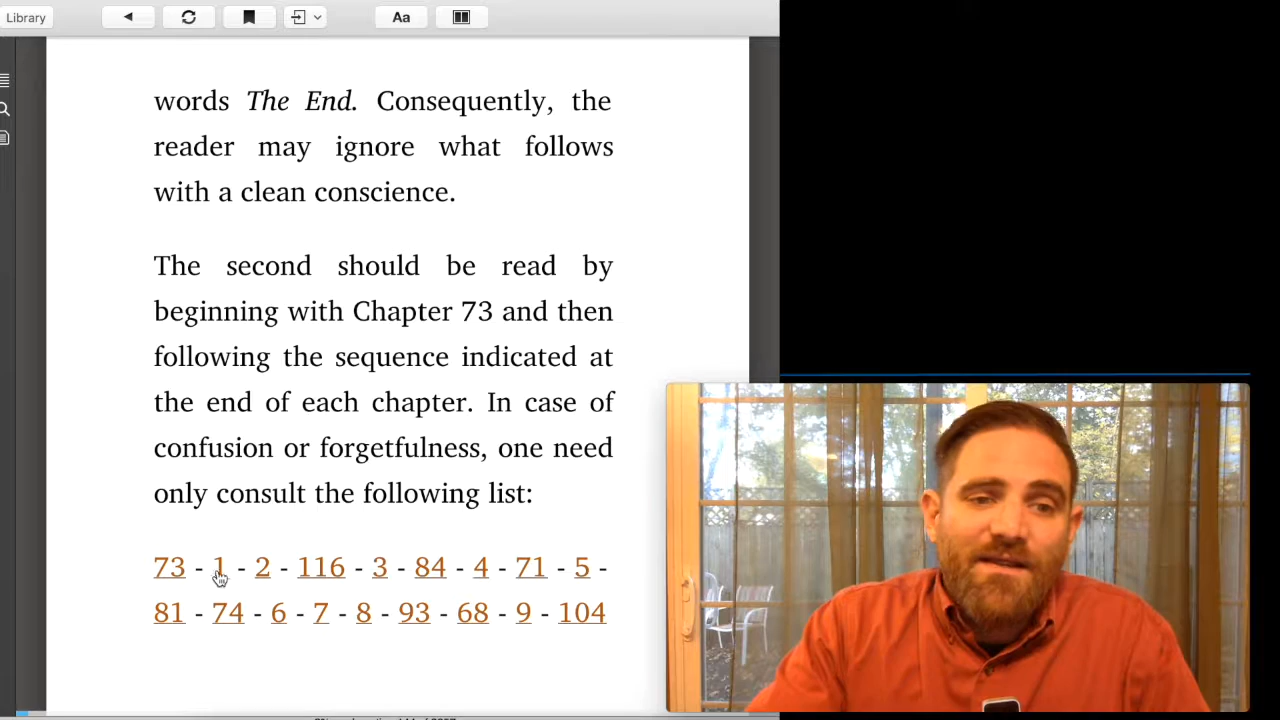 Library
Aa
words The End. Consequently, the
reader may ignore what follows
with a clean conscience.
The second should be read by
beginning with Chapter 73 and then
following the sequence indicated at
the end of each chapter. In case of
confusion or forgetfulness, one need
only consult the following list:
73 - 1 - 2 - 116 - 3 - 84 - 4 - 71 - 5 -
81 - 74 - 6 - 7 - 8 - 93 - 68 - 9 - 104